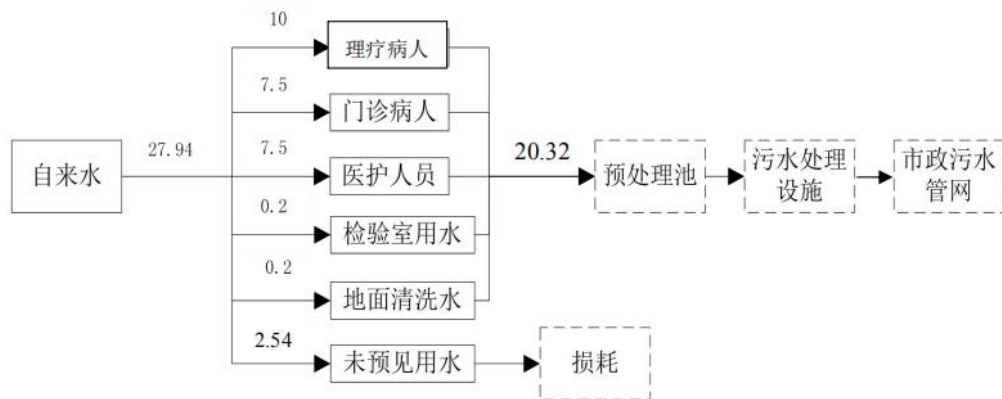 10
理疗病人
7.5
门诊病人
自来水
27.94
7.5
医护人员
20.32
预处理池
污水处理
设施
市政污水
管网
0.2
检验室用水
0.2
地面清洗水
2.54
未预见用水
损耗